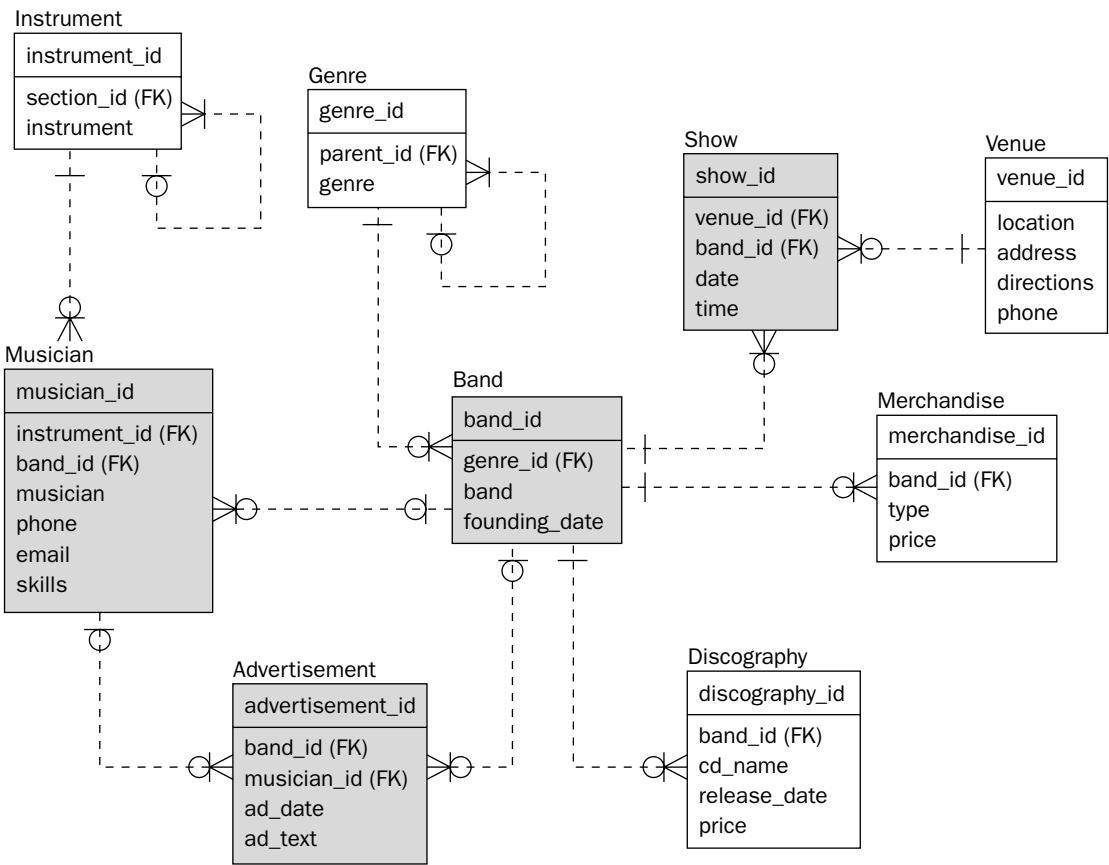 Instrument
instrument_id
section_id (FK)
instrument
Genre
genre_id
parent_id (FK)
genre
Show
show_id
venue_id (FK)
band_id (FK)
date
time
Venue
venue_id
location
address
directions
phone
Musician
musician_id
instrument_id (FK)
band_id (FK)
musician
phone
email
skills
Band
band_id
genre_id (FK)
band
founding_date
Merchandise
merchandise_id
band_id (FK)
type
price
Advertisement
advertisement_id
band_id (FK)
musician_id (FK)
ad_date
ad_text
Discography
discography_id
band_id (FK)
cd_name
release_date
price